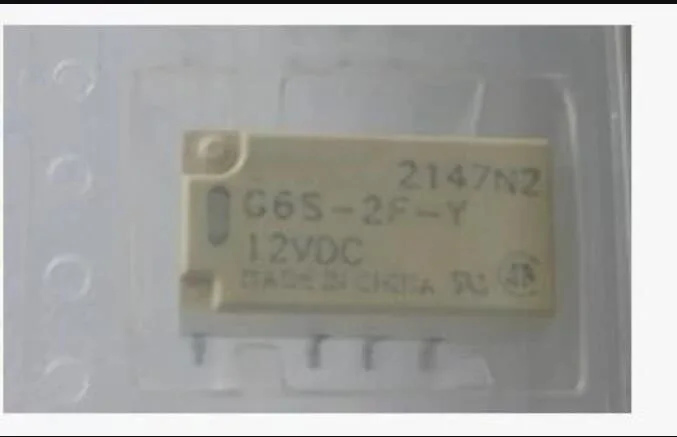 2147N2
G6S-2F-Y
12VDC
MADE IN CHINA